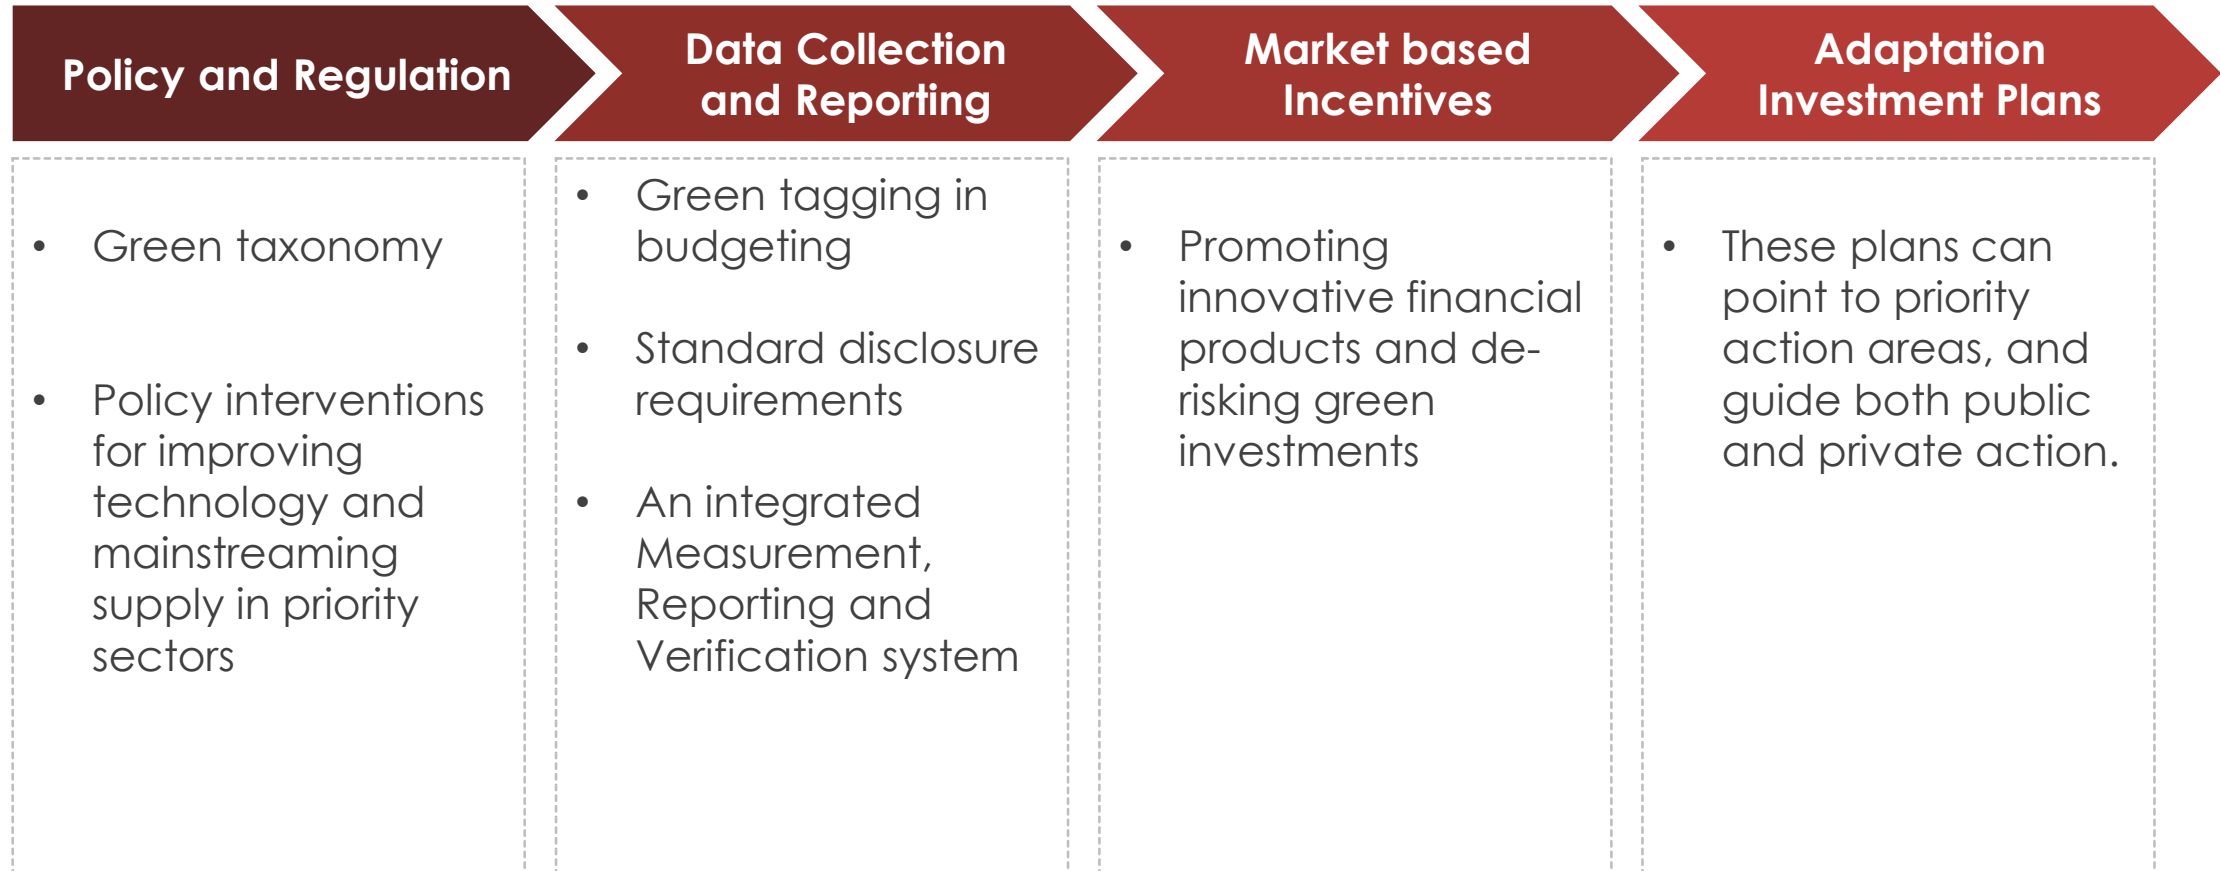 Policy and Regulation
Data Collection
and Reporting
Market based
Incentives
Adaptation
Investment Plans
• Green taxonomy
• Policy interventions
for improving
technology and
mainstreaming
supply in priority
sectors
• Green tagging in
budgeting
• Standard disclosure
requirements
• An integrated
Measurement,
Reporting and
Verification system
• Promoting
innovative financial
products and de-
risking green
investments
• These plans can
point to priority
action areas, and
guide both public
and private action.